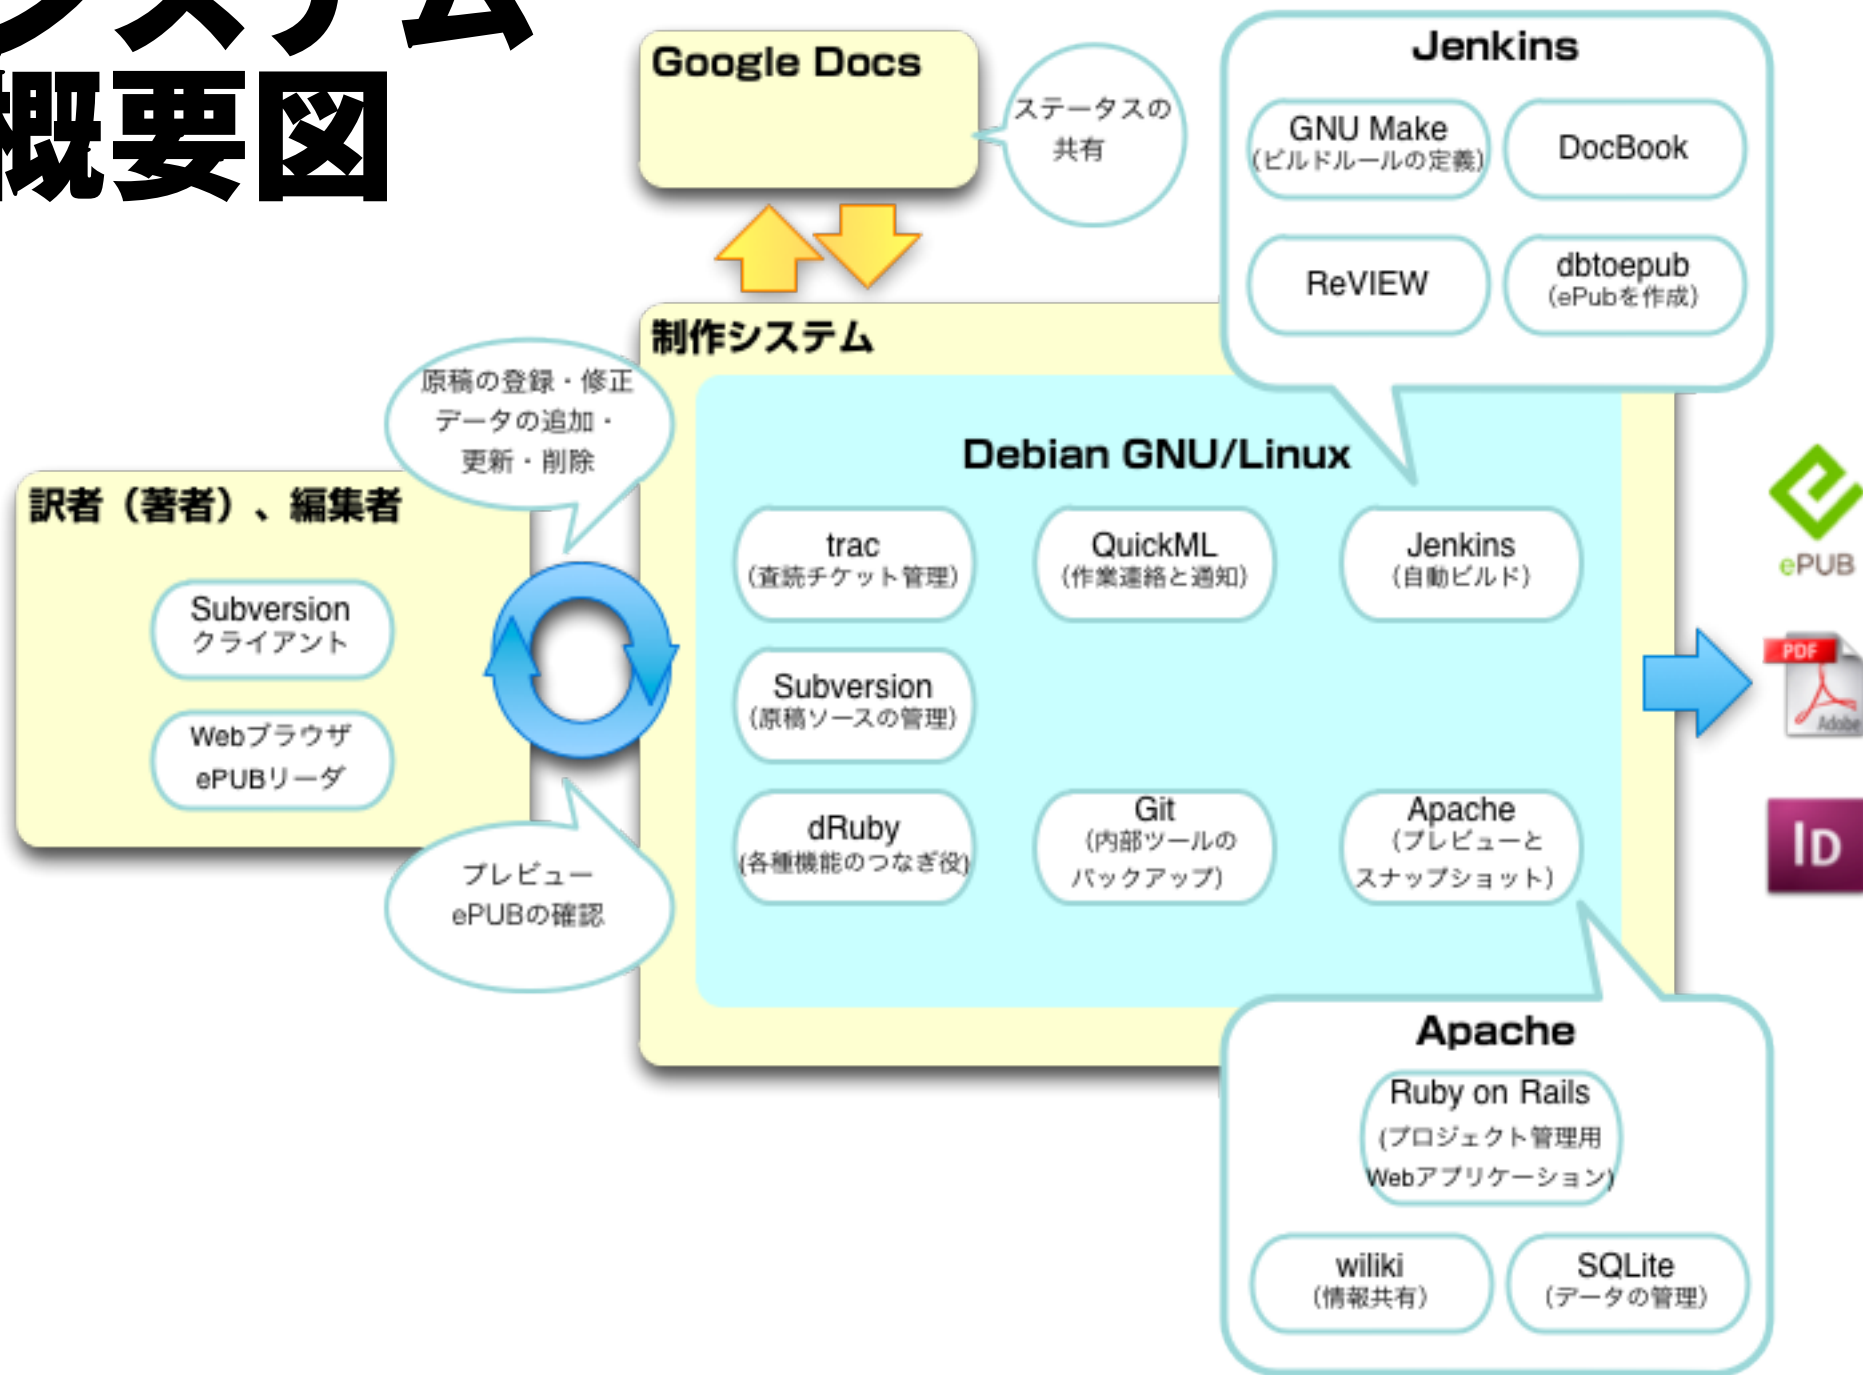 システム
概要図
Google Docs
ステータスの
共有
Jenkins
GNU Make
（ビルドルールの定義）
DocBook
ReVIEW
dbtoepub
（ePubを作成）
制作システム
原稿の登録・修正
データの追加・
更新・削除
Debian GNU/Linux
訳者（著者）、編集者
Subversion
クライアント
Webブラウザ
ePUBリーダ
trac
（査読チケット管理）
QuickML
（作業連絡と通知）
Jenkins
（自動ビルド）
Subversion
（原稿ソースの管理）
dRuby
(各種機能のつなぎ役)
Git
（内部ツールの
バックアップ）
Apache
（プレビューと
スナップショット）
プレビュー
ePUBの確認
ePUB
PDF
Adobe
ID
Apache
Ruby on Rails
(プロジェクト管理用
Webアプリケーション)
wiliki
（情報共有）
SQLite
（データの管理）